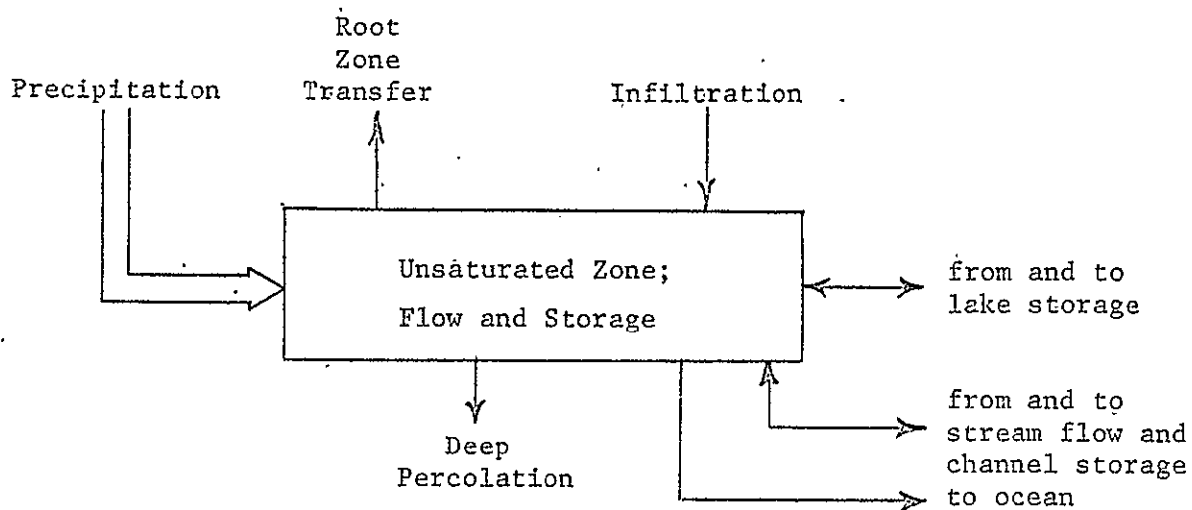 Root
Zone
Transfer
Precipitation
Infiltration
Unsaturated Zone;
Flow and Storage
from and to
lake storage
Deep
Percolation
from and to
stream flow and
channel storage
to ocean